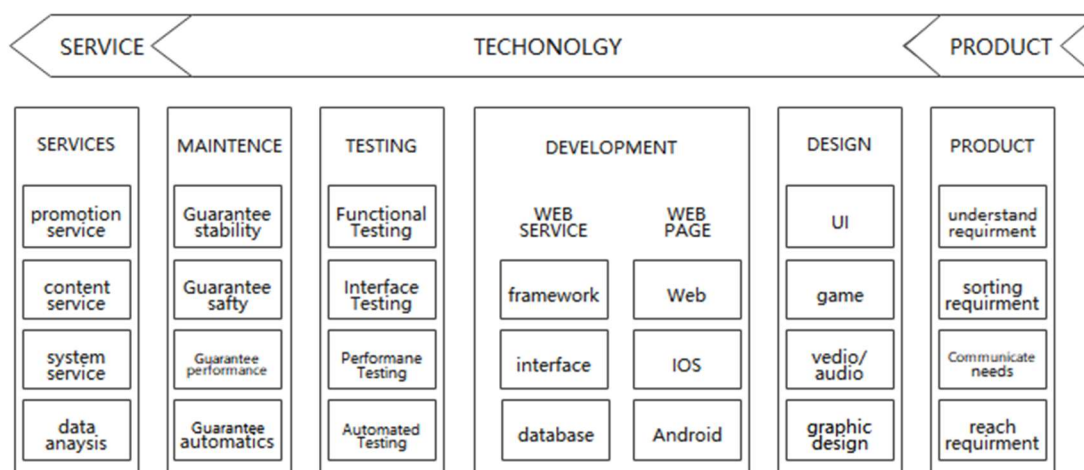 SERVICE
TECHONOLGY
PRODUCT
SERVICES
promotion
service
content
service
system
service
data
anaysis
MAINTENCE
Guarantee
stability
Guarantee
safty
Guarantee
performance
Guarantee
automatics
TESTING
Functional
Testing
Interface
Testing
Performane
Testing
Automated
Testing
DEVELOPMENT
WEB
SERVICE
framework
interface
database
WEB
PAGE
Web
IOS
Android
DESIGN
UI
game
vedio/
audio
graphic
design
PRODUCT
understand
requirment
sorting
requirment
Communicate
needs
reach
requirment